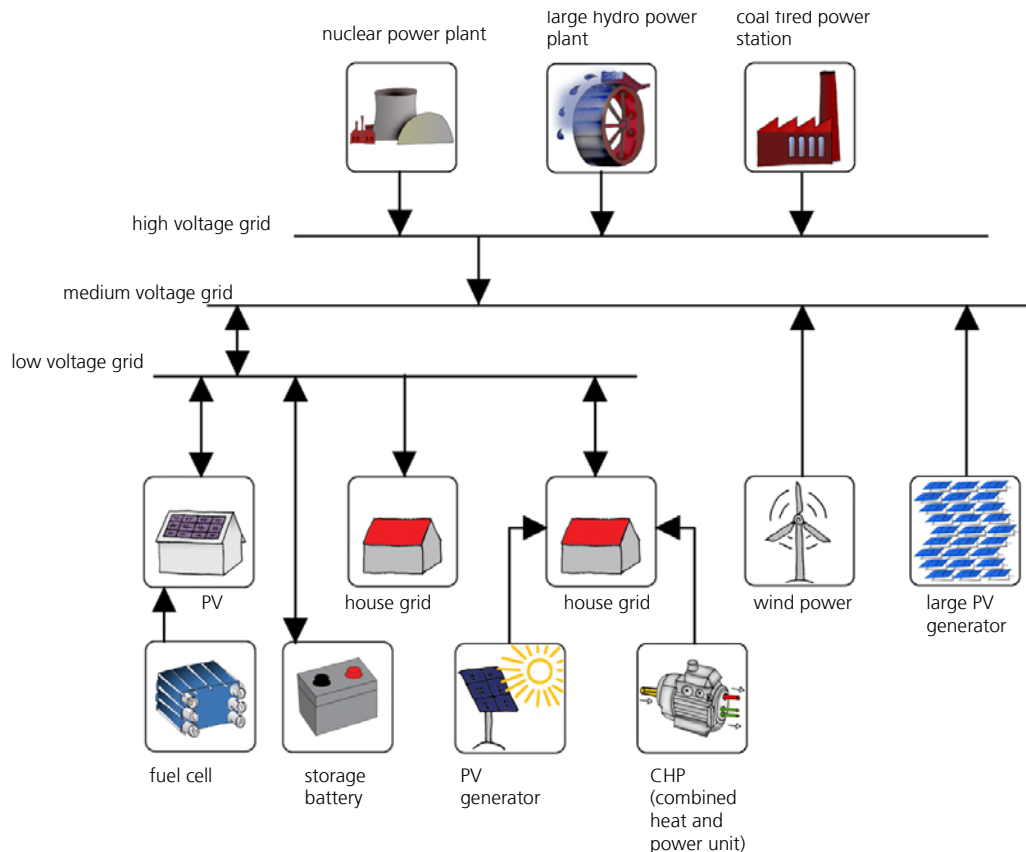 nuclear power plant
large hydro power
plant
coal fired power
station
high voltage grid
medium voltage grid
low voltage grid
PV
house grid
house grid
wind power
large PV
generator
fuel cell
storage
battery
PV
generator
CHP
(combined
heat and
power unit)